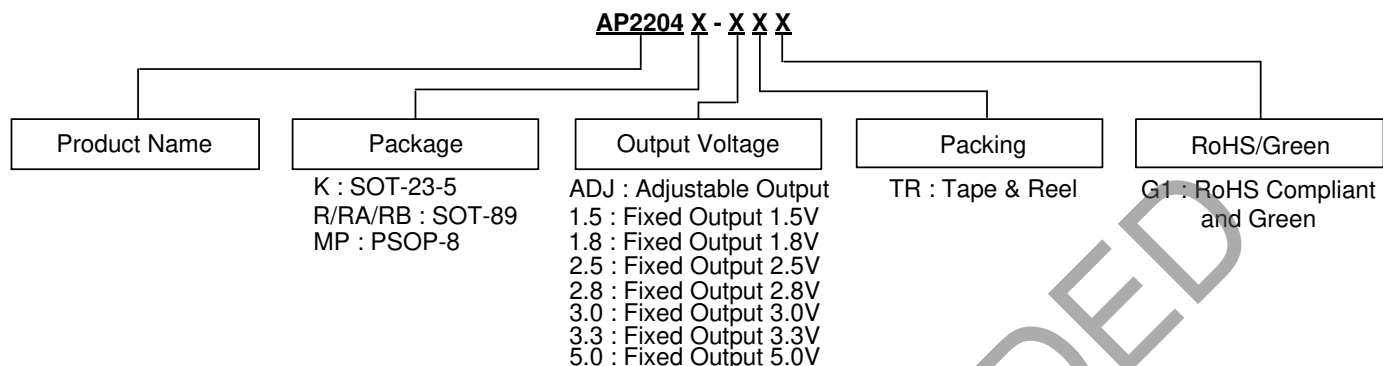 AP2204 X - X X X
Product Name
Package
Output Voltage
Packing
RoHS/Green
K : SOT-23-5
R/RA/RB : SOT-89
MP : PSOP-8
ADJ : Adjustable Output
1.5 : Fixed Output 1.5V
1.8 : Fixed Output 1.8V
2.5 : Fixed Output 2.5V
2.8 : Fixed Output 2.8V
3.0 : Fixed Output 3.0V
3.3 : Fixed Output 3.3V
5.0 : Fixed Output 5.0V
TR : Tape & Reel
G1 : RoHS Compliant
and Green
DED